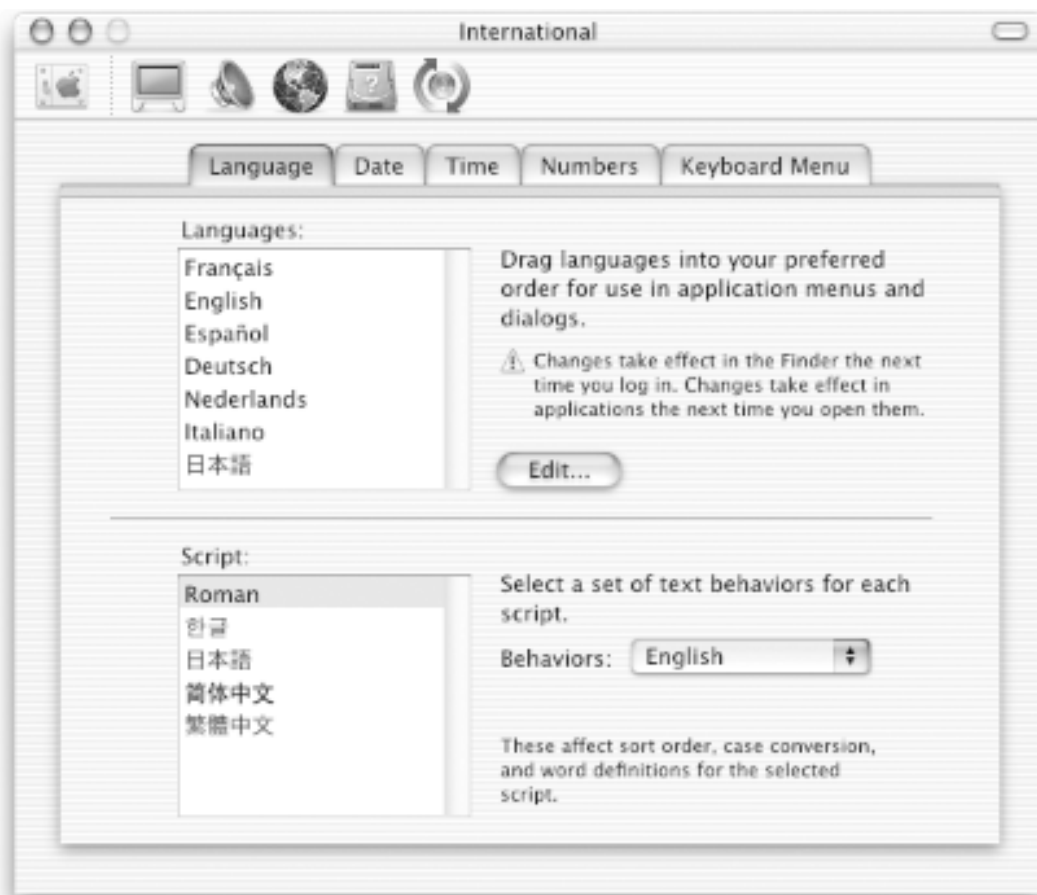 International
Language
Date
Time
Numbers
Keyboard Menu
Languages:
Français
English
Español
Deutsch
Nederlands
Italiano
日本語
Drag languages into your preferred
order for use in application menus and
dialogs.
Changes take effect in the Finder the next
time you log in. Changes take effect in
applications the next time you open them.
Edit...
Script:
Roman
한글
日本語
简体中文
繁體中文
Select a set of text behaviors for each
script.
Behaviors: English
These affect sort order, case conversion,
and word definitions for the selected
script.